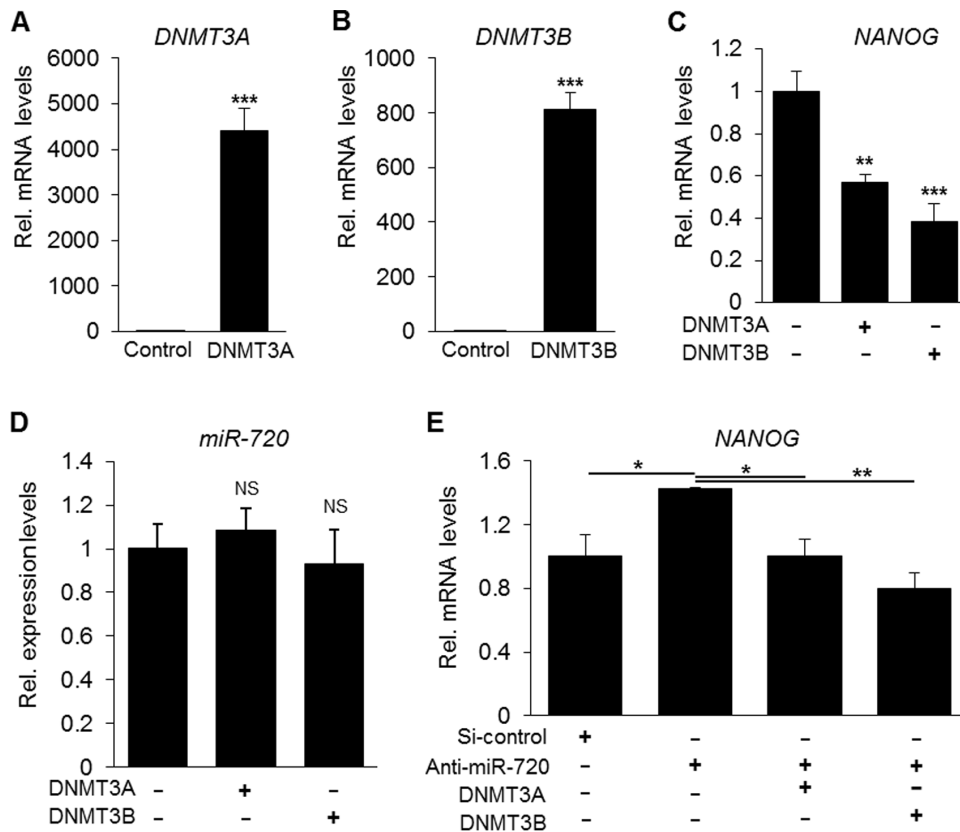 A
DNMT3A
Rel. mRNA levels
6000
5000
4000
3000
2000
1000
0
***
Control DNMT3A
B
DNMT3B
Rel. mRNA levels
1000
800
600
400
200
0
***
Control DNMT3B
C
NANOG
Rel. mRNA levels
1.2
1
0.8
0.6
0.4
0.2
0
**
***
DNMT3A – + –
DNMT3B – – +
D
miR-720
Rel. expression levels
1.4
1.2
1
0.8
0.6
0.4
0.2
0
NS
NS
DNMT3A – + –
DNMT3B – – +
E
NANOG
Rel. mRNA levels
1.6
1.2
0.8
0.4
0
*
*
**
Si-control + – – –
Anti-miR-720 – + + +
DNMT3A – – + –
DNMT3B – – – +